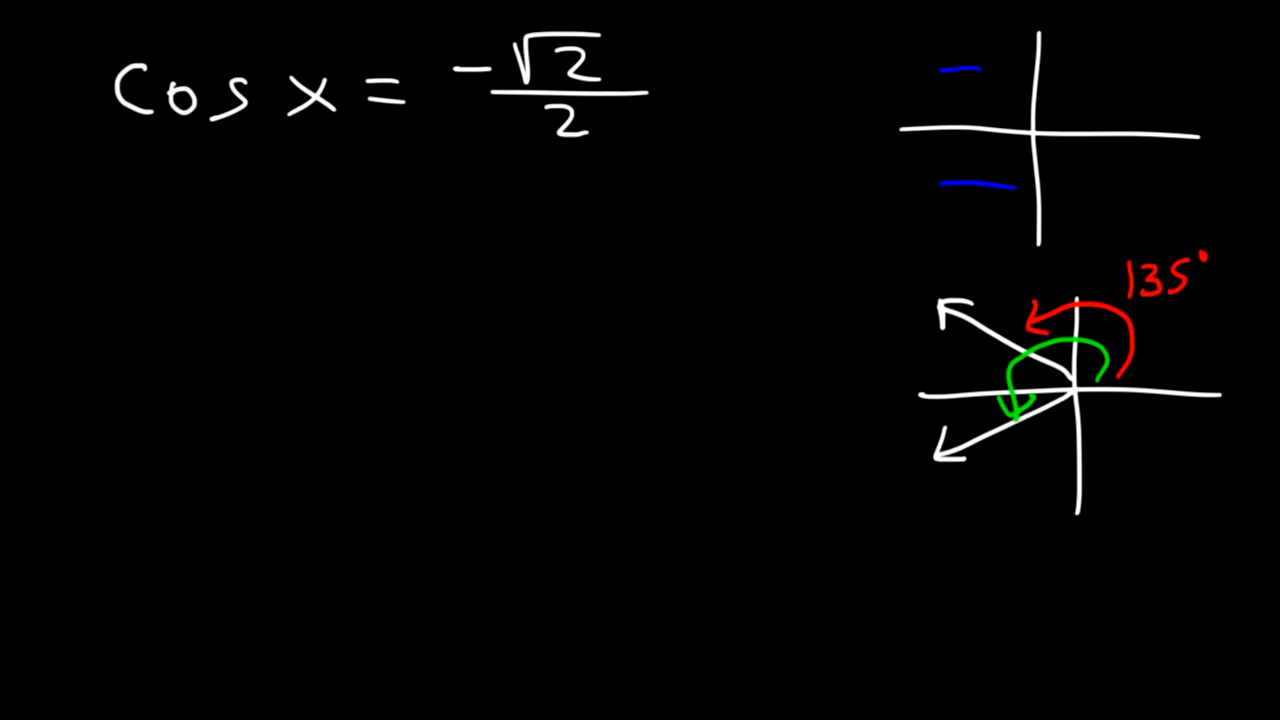 Cos x = -√2/2
135°